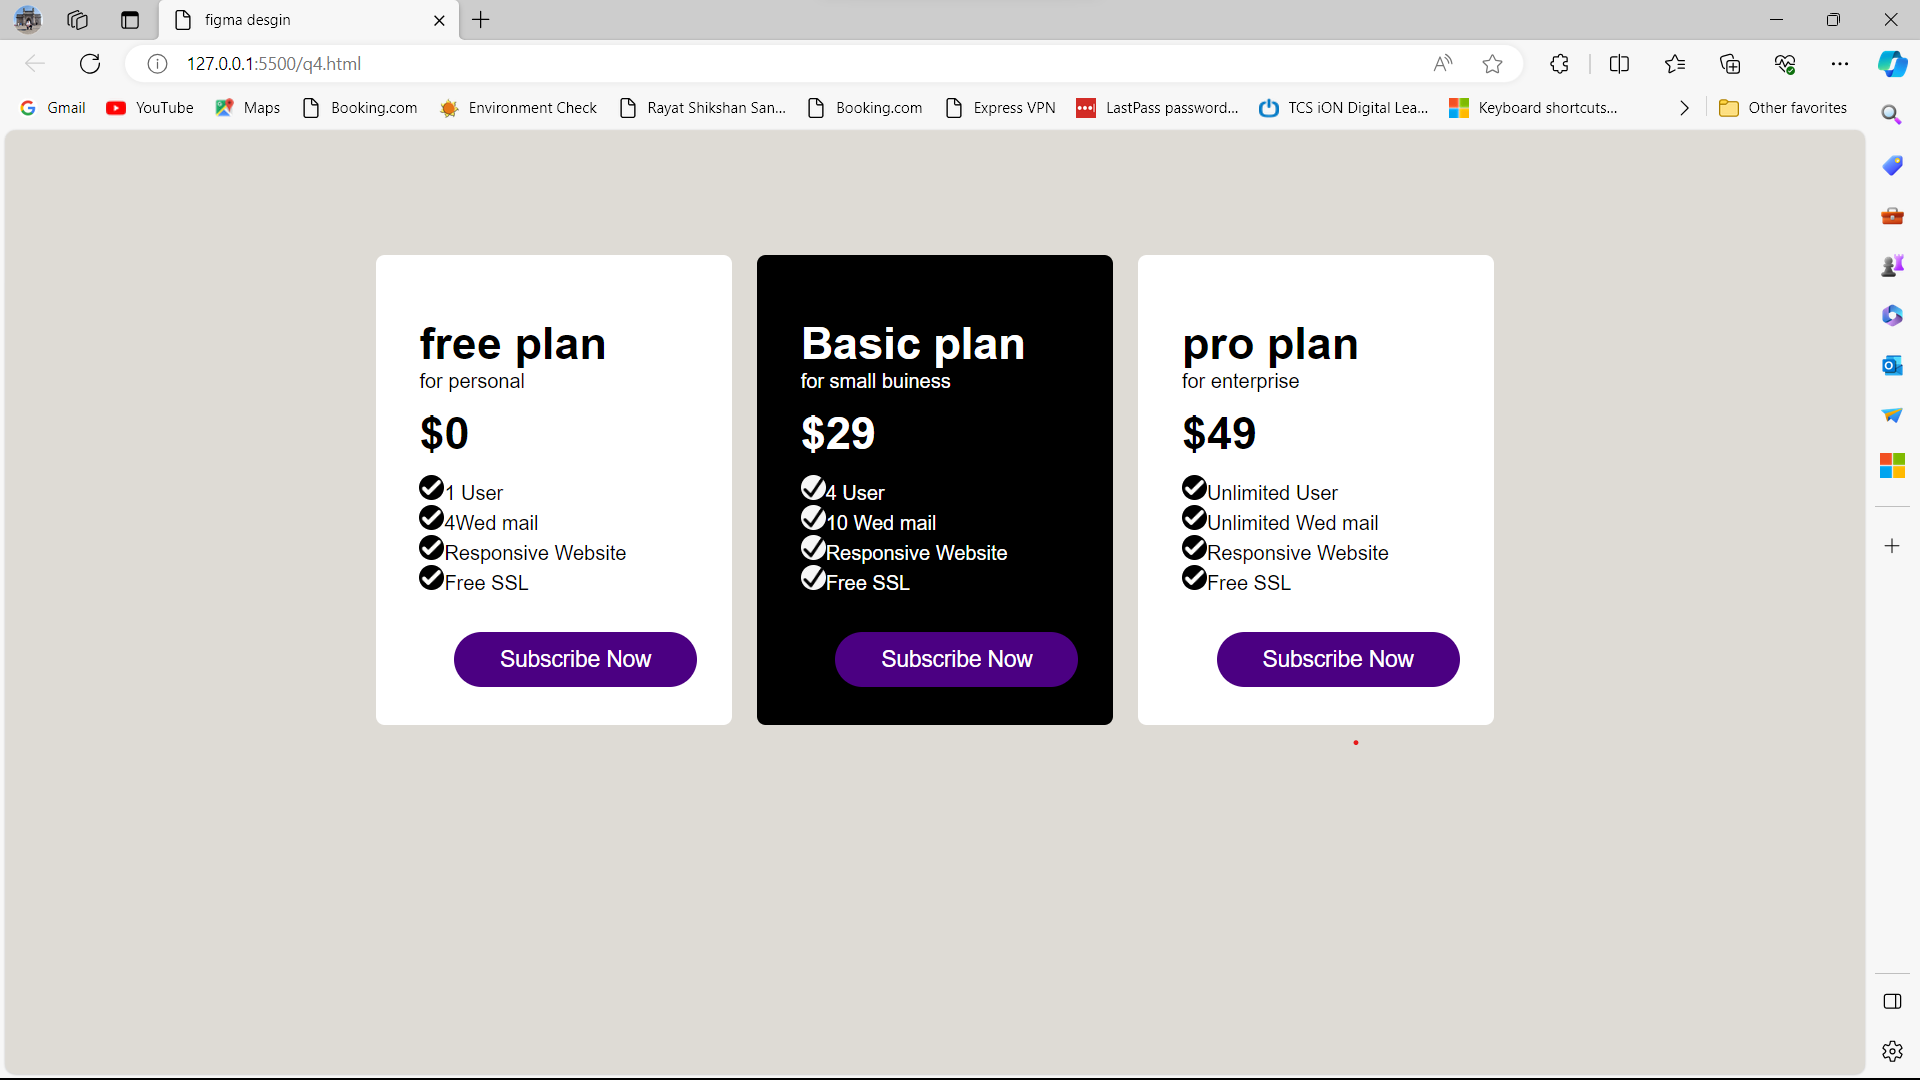 figma desgin
127.0.0.1:5500/q4.html
Gmail YouTube Maps Booking.com Environment Check Rayat Shikshan San... Booking.com Express VPN LastPass password... TCS iON Digital Lea... Keyboard shortcuts... Other favorites
free plan
for personal
$0
1 User
4Wed mail
Responsive Website
Free SSL
Subscribe Now
Basic plan
for small buiness
$29
4 User
10 Wed mail
Responsive Website
Free SSL
Subscribe Now
pro plan
for enterprise
$49
Unlimited User
Unlimited Wed mail
Responsive Website
Free SSL
Subscribe Now